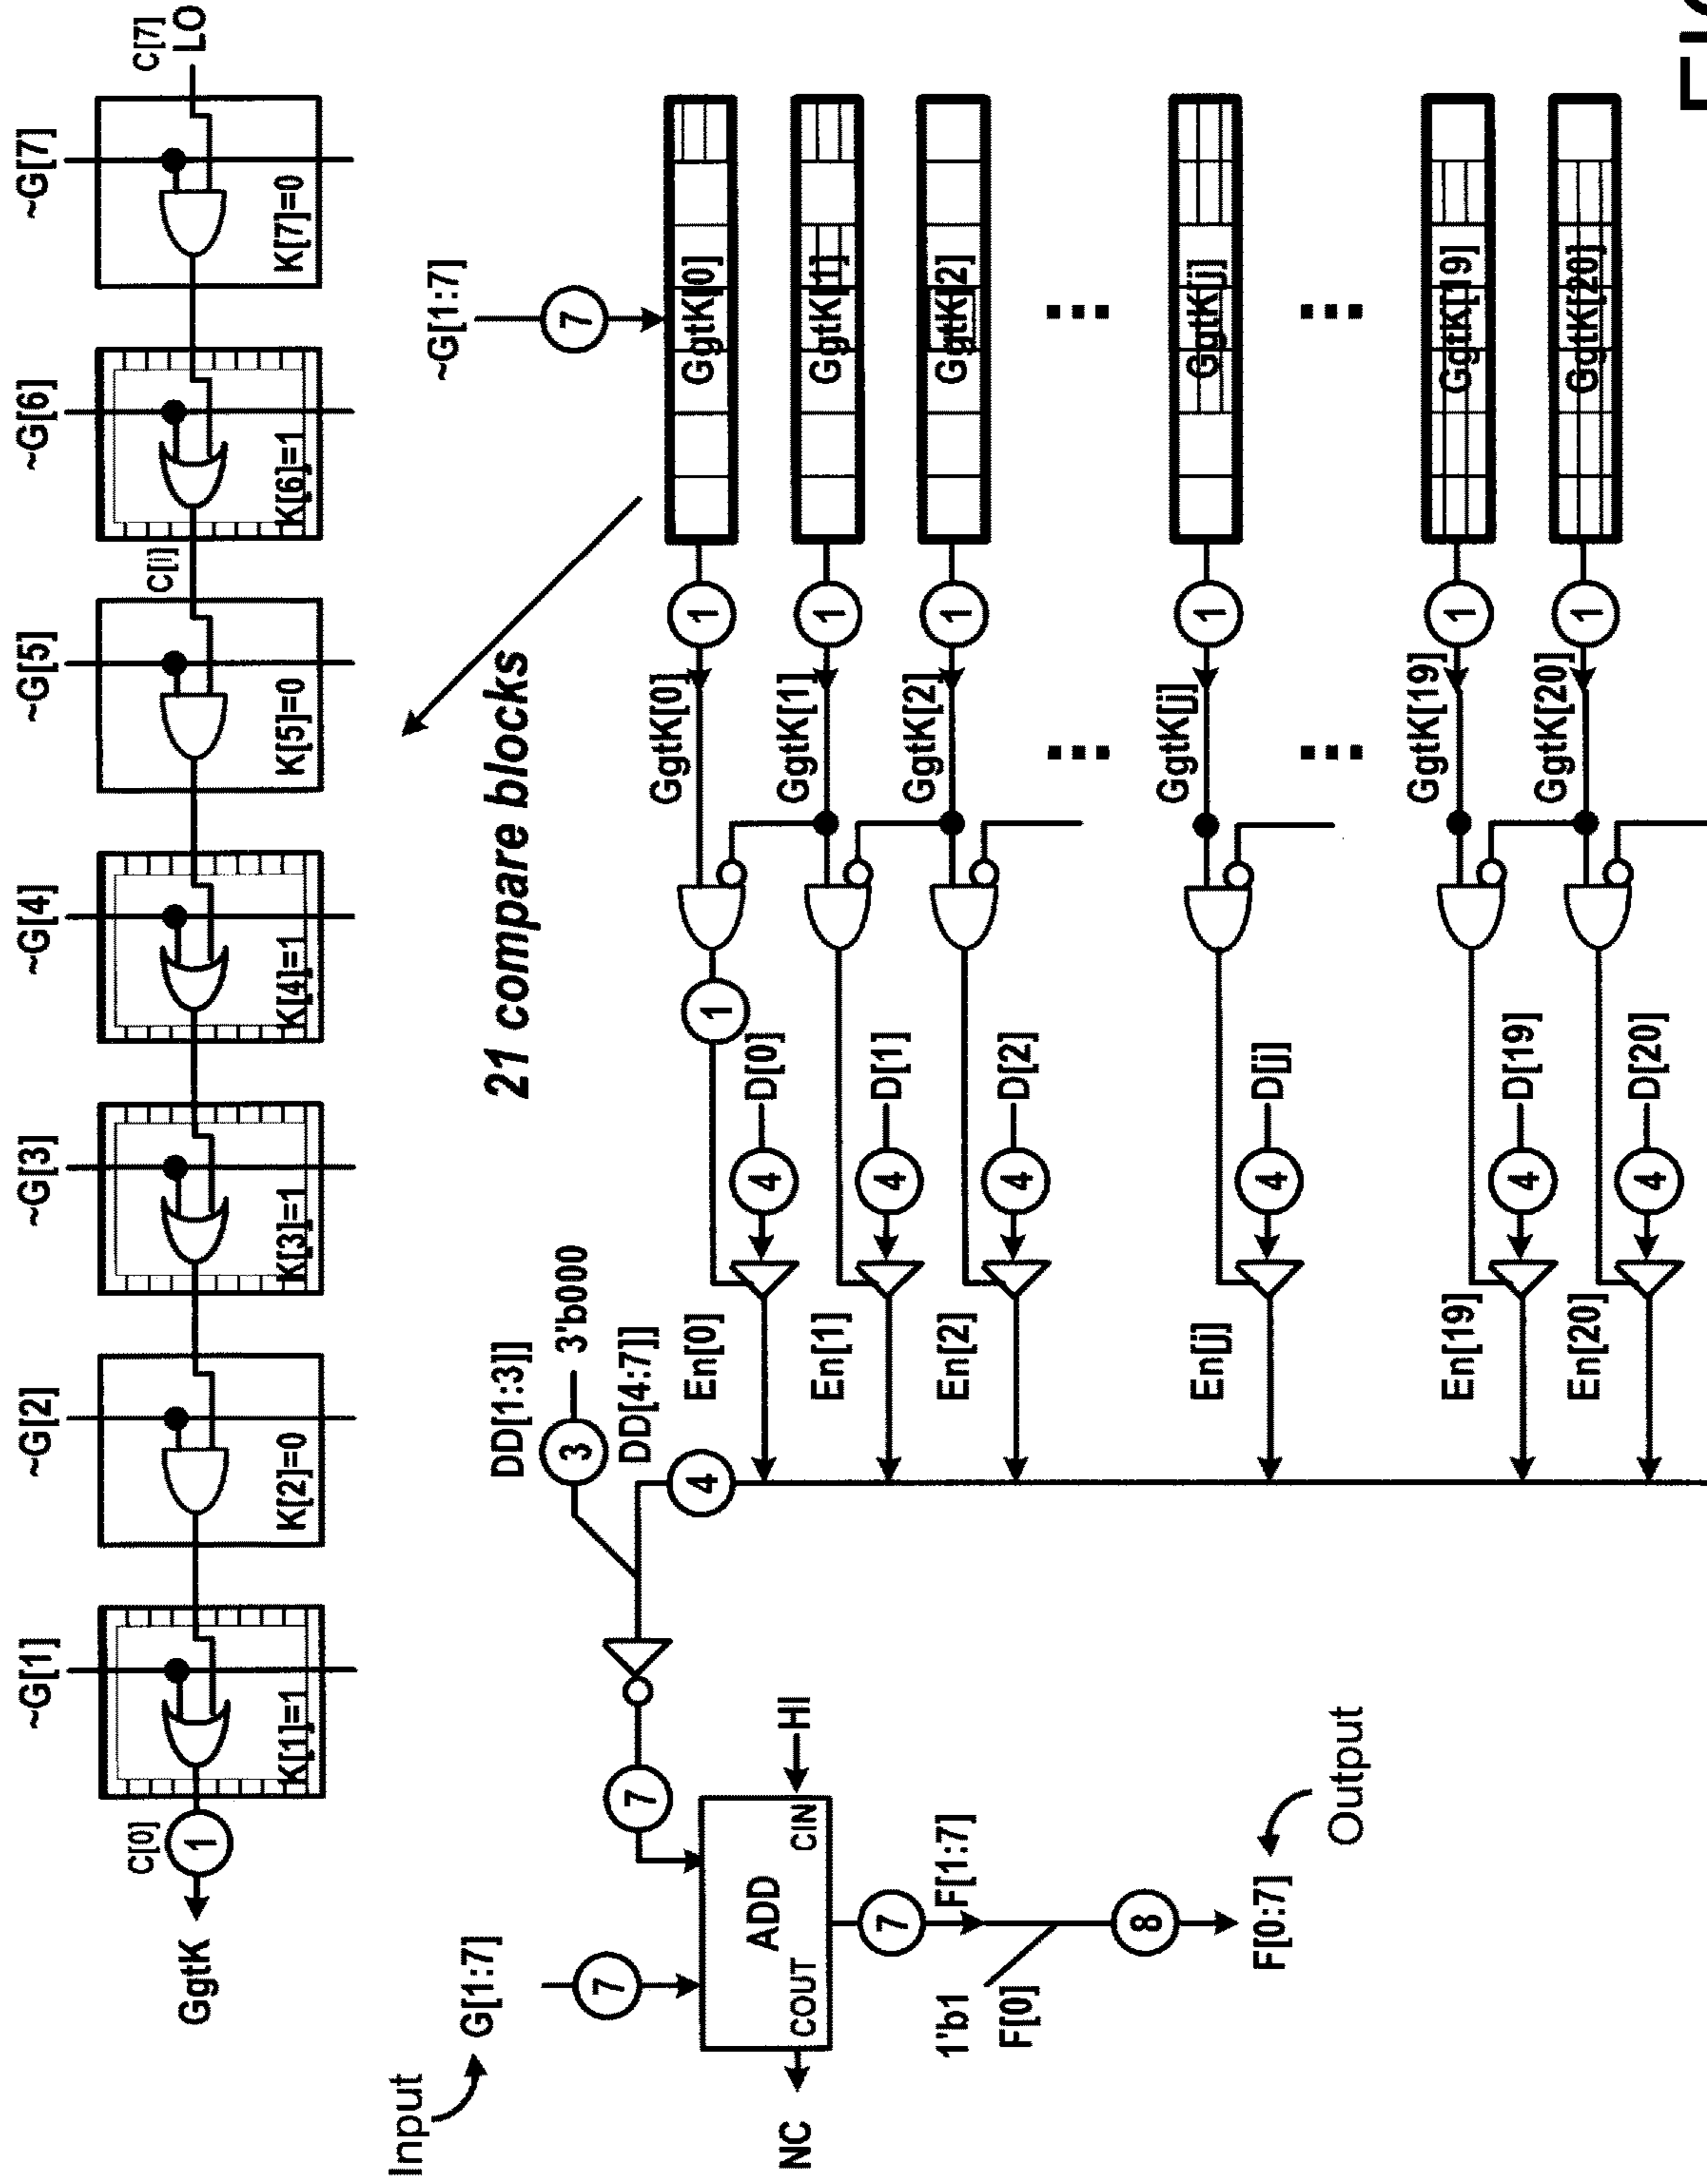 ~G[1]
~G[2]
~G[3]
~G[4]
~G[5]
~G[6]
~G[7]
C[0]
C[i]
C[7]
LO
GgtK
1
K[1]=1
K[2]=0
K[3]=1
K[4]=1
K[5]=0
K[6]=1
K[7]=0
21 compare blocks
~G[1:7]
7
Input
G[1:7]
7
DD[1:3]]
3
3'b000
DD[4:7]]
4
7
NC
COUT
ADD
CIN
HI
7
F[1:7]
1'b1
F[0]
8
F[0:7]
Output
En[0]
4
D[0]
1
GgtK[0]
1
GgtK[0]
En[1]
4
D[1]
GgtK[1]
1
GgtK[1]
En[2]
4
D[2]
GgtK[2]
1
GgtK[2]
En[j]
4
D[j]
GgtK[j]
1
GgtK[j]
En[19]
4
D[19]
GgtK[19]
1
GgtK[19]
En[20]
4
D[20]
GgtK[20]
1
GgtK[20]